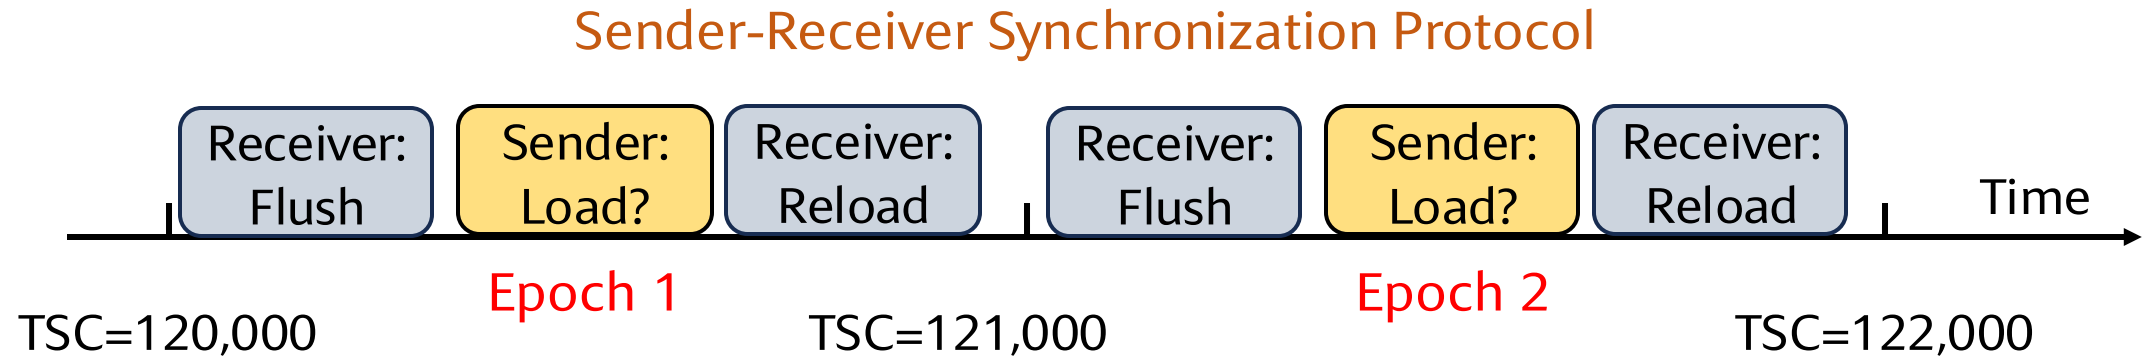 Sender-Receiver Synchronization Protocol
Receiver:
Flush
Sender:
Load?
Receiver:
Reload
Receiver:
Flush
Sender:
Load?
Receiver:
Reload
Time
Epoch 1
Epoch 2
TSC=120,000
TSC=121,000
TSC=122,000